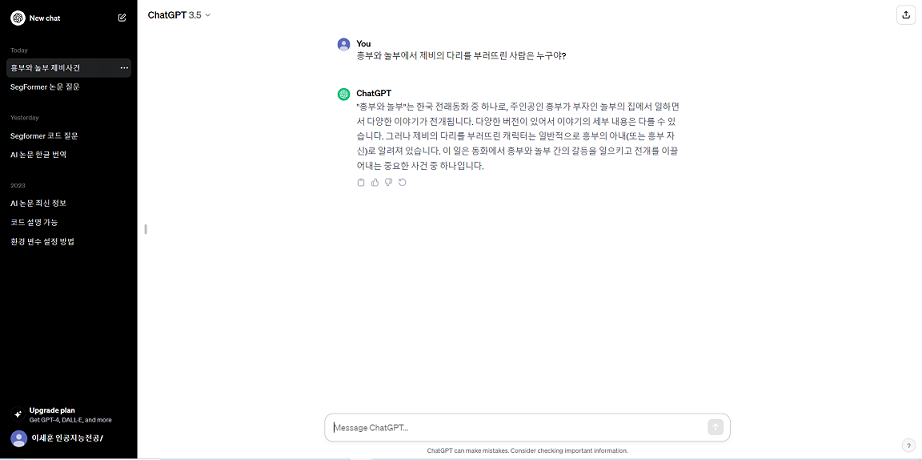 New chat
Today
흥부와 놀부 제비사건
SegFormer 논문 질문
Yesterday
Segformer 코드 질문
AI 논문 한글 번역
2023
AI 논문 최신 정보
코드 설명 가능
환경 변수 설정 방법
Upgrade plan
Get GPT-4, DALL·E, and more
이세훈 인공지능전공/
ChatGPT 3.5
You
흥부와 놀부에서 제비의 다리를 부러뜨린 사람은 누구야?
ChatGPT
"흥부와 놀부"는 한국 전래동화 중 하나로, 주인공인 흥부가 부자인 놀부의 집에서 일하면
서 다양한 이야기가 전개됩니다. 다양한 버전이 있어서 이야기의 세부 내용은 다를 수 있
습니다. 그러나 제비의 다리를 부러뜨린 캐릭터는 일반적으로 흥부의 아내(또는 흥부 자
신)로 알려져 있습니다. 이 일은 동화에서 흥부와 놀부 간의 갈등을 일으키고 전개를 이끌
어내는 중요한 사건 중 하나입니다.
Message ChatGPT...
ChatGPT can make mistakes. Consider checking important information.
?